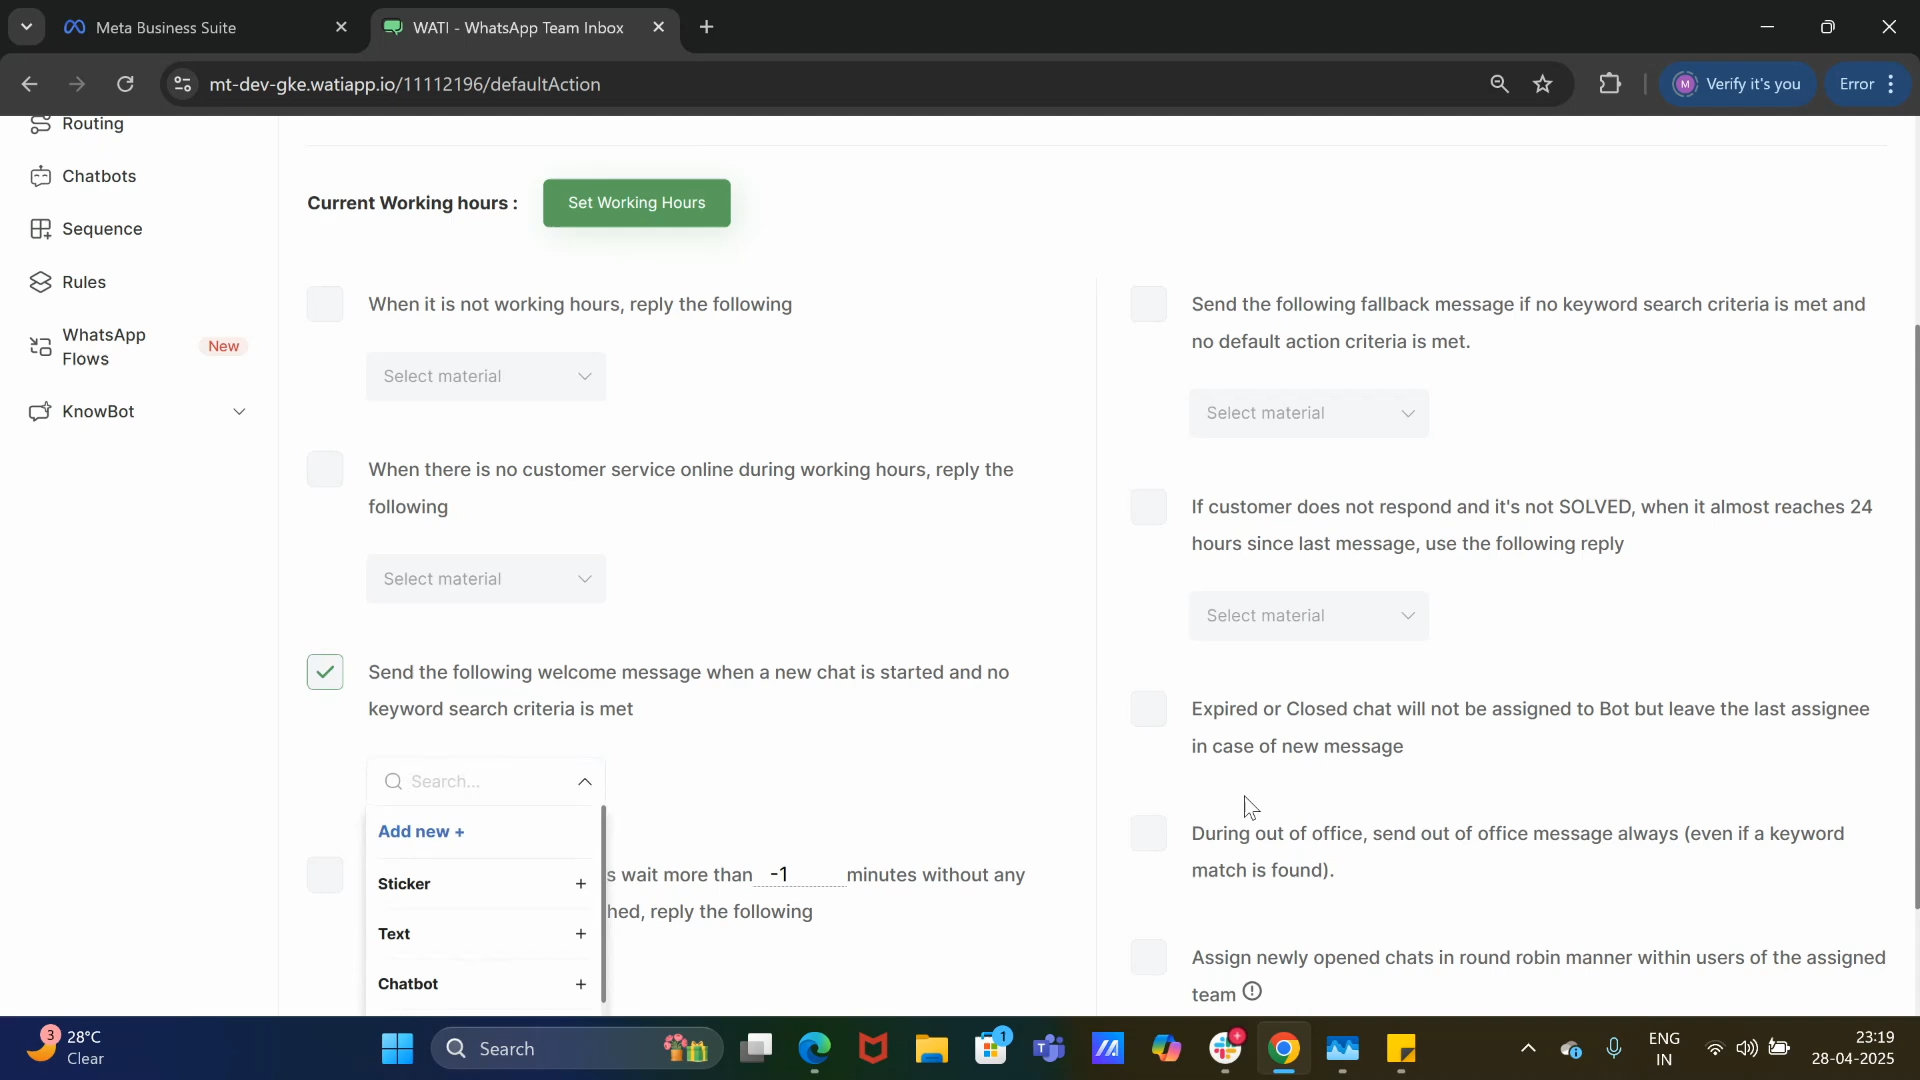 Meta Business Suite
WATI - WhatsApp Team Inbox
mt-dev-gke.watiapp.io/11112196/defaultAction
M
Verify it's you
Error
Routing
Chatbots
Sequence
Rules
WhatsApp
Flows
New
KnowBot
Current Working hours :
Set Working Hours
When it is not working hours, reply the following
Select material
When there is no customer service online during working hours, reply the
following
Select material
Send the following welcome message when a new chat is started and no
keyword search criteria is met
Search...
Add new +
Sticker +
Text +
Chatbot +
s wait more than -1 minutes without any
hed, reply the following
Send the following fallback message if no keyword search criteria is met and
no default action criteria is met.
Select material
If customer does not respond and it's not SOLVED, when it almost reaches 24
hours since last message, use the following reply
Select material
Expired or Closed chat will not be assigned to Bot but leave the last assignee
in case of new message
During out of office, send out of office message always (even if a keyword
match is found).
Assign newly opened chats in round robin manner within users of the assigned
team
3
28°C
Clear
Search
1
ENG
IN
23:19
28-04-2025